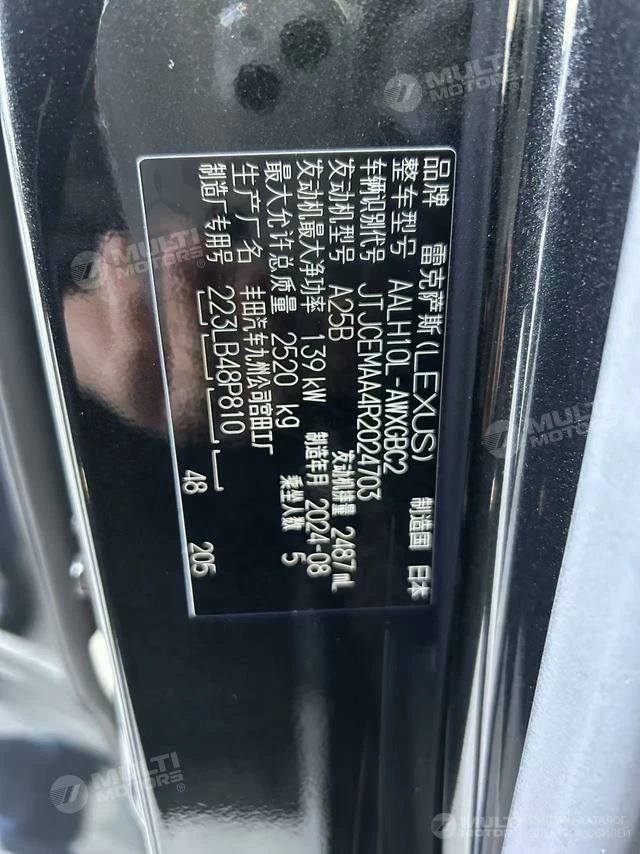 品牌 雷克萨斯(LEXUS) 制造国 日本
整车型号 AALH10L-AWXGBC2
车辆识别代号 JTJCEMAA4R2024703
发动机型号 A25B 发动机排量 2487mL
发动机最大净功率 139kW 制造年月 2024-08
最大允许总质量 2520 kg 乘坐人数 5
生产厂名 丰田汽车九州公司宫田工厂
制造厂专用号 223LB48P810 48 205
MULTI MOTORS
MULTI MOTORS
MULTI MOTORS
MULTI MOTORS
MULTI MOTORS